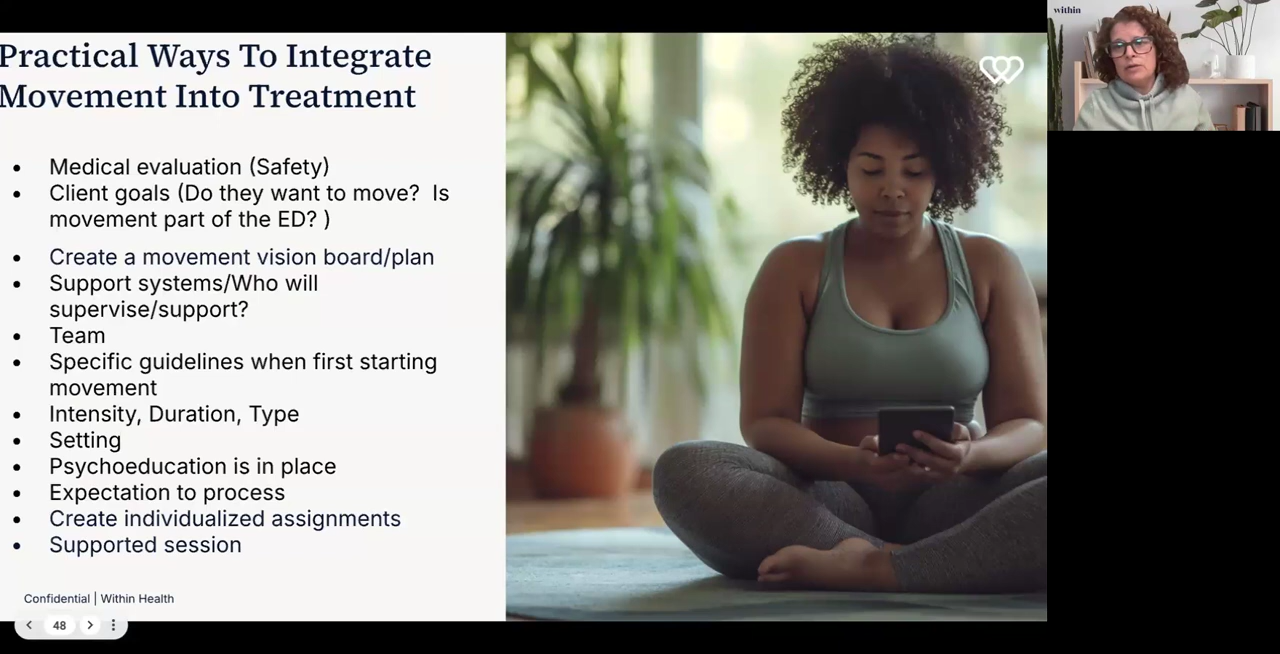 Practical Ways To Integrate
Movement Into Treatment
• Medical evaluation (Safety)
• Client goals (Do they want to move?  Is
movement part of the ED? )
• Create a movement vision board/plan
• Support systems/Who will
supervise/support?
• Team
• Specific guidelines when first starting
movement
• Intensity, Duration, Type
• Setting
• Psychoeducation is in place
• Expectation to process
• Create individualized assignments
• Supported session
Confidential | Within Health
48
within